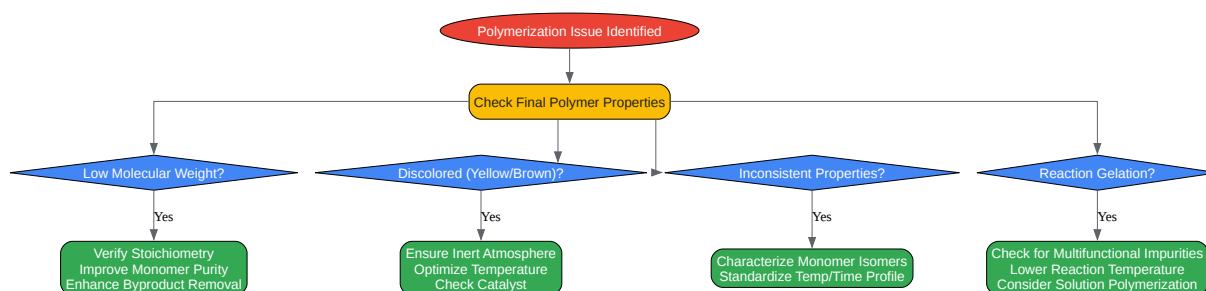 Polymerization Issue Identified
Check Final Polymer Properties
Low Molecular Weight?
Discolored (Yellow/Brown)?
Inconsistent Properties?
Reaction Gelation?
Yes
Yes
Yes
Yes
Verify Stoichiometry
Improve Monomer Purity
Enhance Byproduct Removal
Ensure Inert Atmosphere
Optimize Temperature
Check Catalyst
Characterize Monomer Isomers
Standardize Temp/Time Profile
Check for Multifunctional Impurities
Lower Reaction Temperature
Consider Solution Polymerization